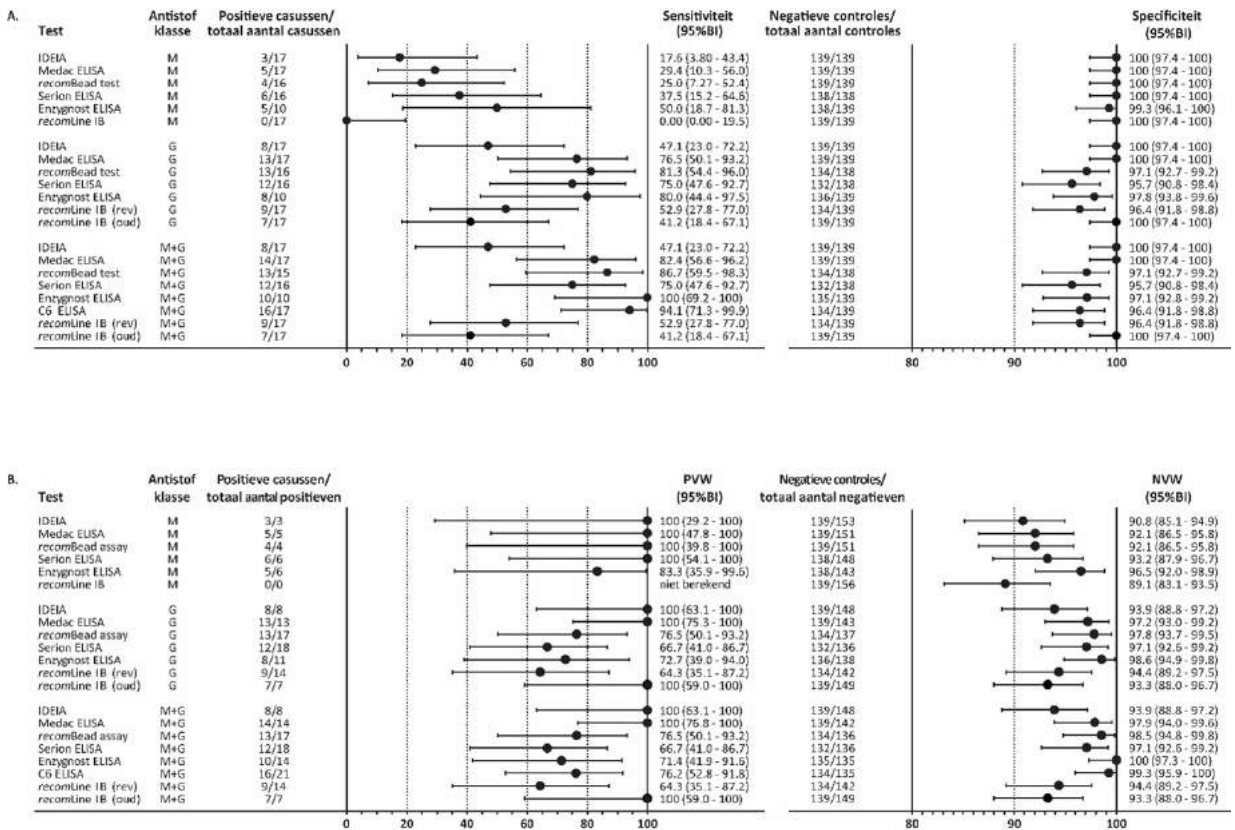 A.
Test Antistof klasse Positieve casussen/ totaal aantal casussen Sensitiviteit (95%BI) Negatieve controles/ totaal aantal controles Specificiteit (95%BI)
IDEIA M 3/17 17.6 (3.80 - 43.4) 139/139 100 (97.4 - 100)
Medac ELISA M 5/17 29.4 (10.3 - 56.0) 139/139 100 (97.4 - 100)
recomBead test M 4/16 25.0 (7.27 - 52.4) 139/139 100 (97.4 - 100)
Serion ELISA M 6/16 37.5 (15.2 - 64.6) 138/138 100 (97.4 - 100)
Enzygnost ELISA M 5/10 50.0 (18.7 - 81.3) 138/139 99.3 (96.1 - 100)
recomLine IB M 0/17 0.00 (0.00 - 19.5) 139/139 100 (97.4 - 100)
IDEIA G 8/17 47.1 (23.0 - 72.2) 139/139 100 (97.4 - 100)
Medac ELISA G 13/17 76.5 (50.1 - 93.2) 139/139 100 (97.4 - 100)
recomBead test G 13/16 81.3 (54.4 - 96.0) 134/138 97.1 (92.7 - 99.2)
Serion ELISA G 12/16 75.0 (47.6 - 92.7) 132/138 95.7 (90.8 - 98.4)
Enzygnost ELISA G 8/10 80.0 (44.4 - 97.5) 136/139 97.8 (93.8 - 99.6)
recomLine IB (rev) G 9/17 52.9 (27.8 - 77.0) 134/139 96.4 (91.8 - 98.8)
recomLine IB (oud) G 7/17 41.2 (18.4 - 67.1) 139/139 100 (97.4 - 100)
IDEIA M+G 8/17 47.1 (23.0 - 72.2) 139/139 100 (97.4 - 100)
Medac ELISA M+G 14/17 82.4 (56.6 - 96.2) 139/139 100 (97.4 - 100)
recomBead test M+G 13/15 86.7 (59.5 - 98.3) 134/138 97.1 (92.7 - 99.2)
Serion ELISA M+G 12/16 75.0 (47.6 - 92.7) 132/138 95.7 (90.8 - 98.4)
Enzygnost ELISA M+G 10/10 100 (69.2 - 100) 135/139 97.1 (92.8 - 99.2)
C6 ELISA M+G 16/17 94.1 (71.3 - 99.9) 134/139 96.4 (91.8 - 98.8)
recomLine IB (rev) M+G 9/17 52.9 (27.8 - 77.0) 134/139 96.4 (91.8 - 98.8)
recomLine IB (oud) M+G 7/17 41.2 (18.4 - 67.1) 139/139 100 (97.4 - 100)
0 20 40 60 80 100 80 90 100
B.
Test Antistof klasse Positieve casussen/ totaal aantal positieven PVW (95%BI) Negatieve controles/ totaal aantal negatieven NVW (95%BI)
IDEIA M 3/3 100 (29.2 - 100) 139/153 90.8 (85.1 - 94.9)
Medac ELISA M 5/5 100 (47.8 - 100) 139/151 92.1 (86.5 - 95.8)
recomBead assay M 4/4 100 (39.8 - 100) 139/151 92.1 (86.5 - 95.8)
Serion ELISA M 6/6 100 (54.1 - 100) 138/148 93.2 (87.9 - 96.7)
Enzygnost ELISA M 5/6 83.3 (35.9 - 99.6) 138/143 96.5 (92.0 - 98.9)
recomLine IB M 0/0 niet berekend 139/156 89.1 (83.1 - 93.5)
IDEIA G 8/8 100 (63.1 - 100) 139/148 93.9 (88.8 - 97.2)
Medac ELISA G 13/13 100 (75.3 - 100) 139/143 97.2 (93.0 - 99.2)
recomBead assay G 13/17 76.5 (50.1 - 93.2) 134/137 97.8 (93.7 - 99.5)
Serion ELISA G 12/18 66.7 (41.0 - 86.7) 132/136 97.1 (92.6 - 99.2)
Enzygnost ELISA G 8/11 72.7 (39.0 - 94.0) 136/138 98.6 (94.9 - 99.8)
recomLine IB (rev) G 9/14 64.3 (35.1 - 87.2) 134/142 94.4 (89.2 - 97.5)
recomLine IB (oud) G 7/7 100 (59.0 - 100) 139/149 93.3 (88.0 - 96.7)
IDEIA M+G 8/8 100 (63.1 - 100) 139/148 93.9 (88.8 - 97.2)
Medac ELISA M+G 14/14 100 (76.8 - 100) 139/142 97.9 (94.0 - 99.6)
recomBead assay M+G 13/17 76.5 (50.1 - 93.2) 134/136 98.5 (94.8 - 99.8)
Serion ELISA M+G 12/18 66.7 (41.0 - 86.7) 132/136 97.1 (92.6 - 99.2)
Enzygnost ELISA M+G 10/14 71.4 (41.9 - 91.6) 135/135 100 (97.3 - 100)
C6 ELISA M+G 16/21 76.2 (52.8 - 91.8) 134/135 99.3 (95.9 - 100)
recomLine IB (rev) M+G 9/14 64.3 (35.1 - 87.2) 134/142 94.4 (89.2 - 97.5)
recomLine IB (oud) M+G 7/7 100 (59.0 - 100) 139/149 93.3 (88.0 - 96.7)
0 20 40 60 80 100 80 90 100